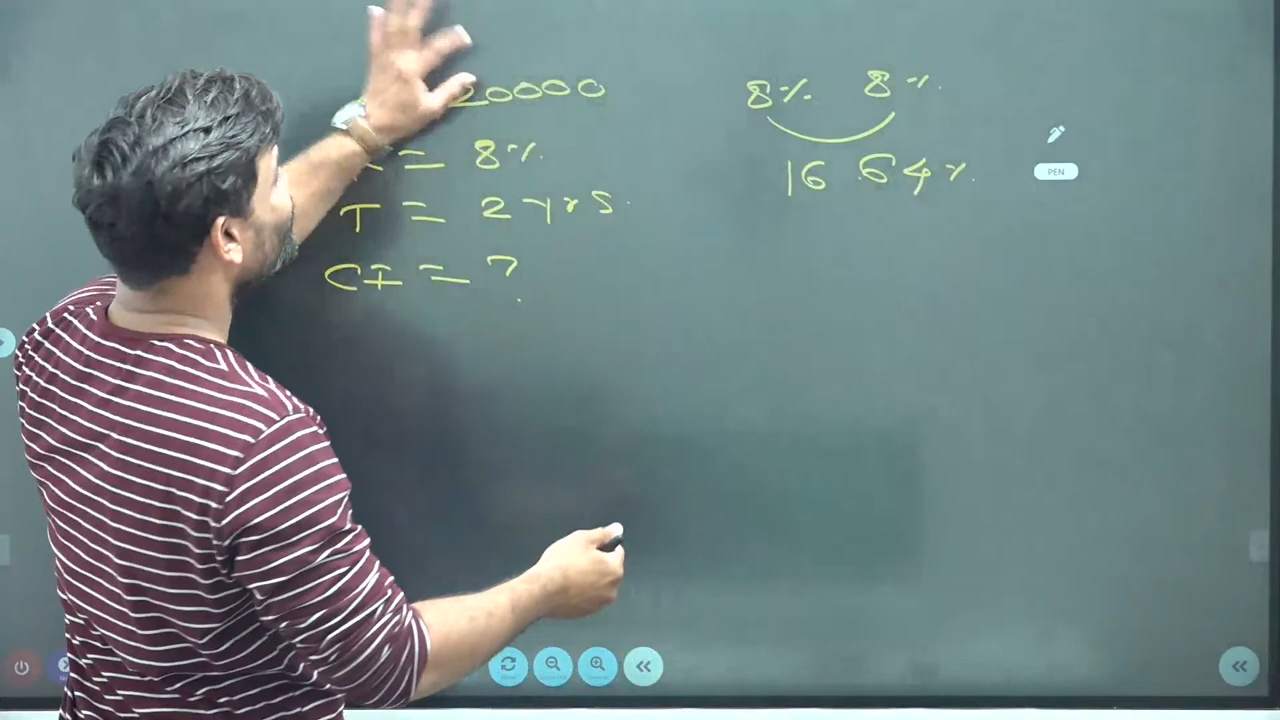 20000
= 8%
T = 2 yrs
CI = ?
8% 8%
16.64%
PEN